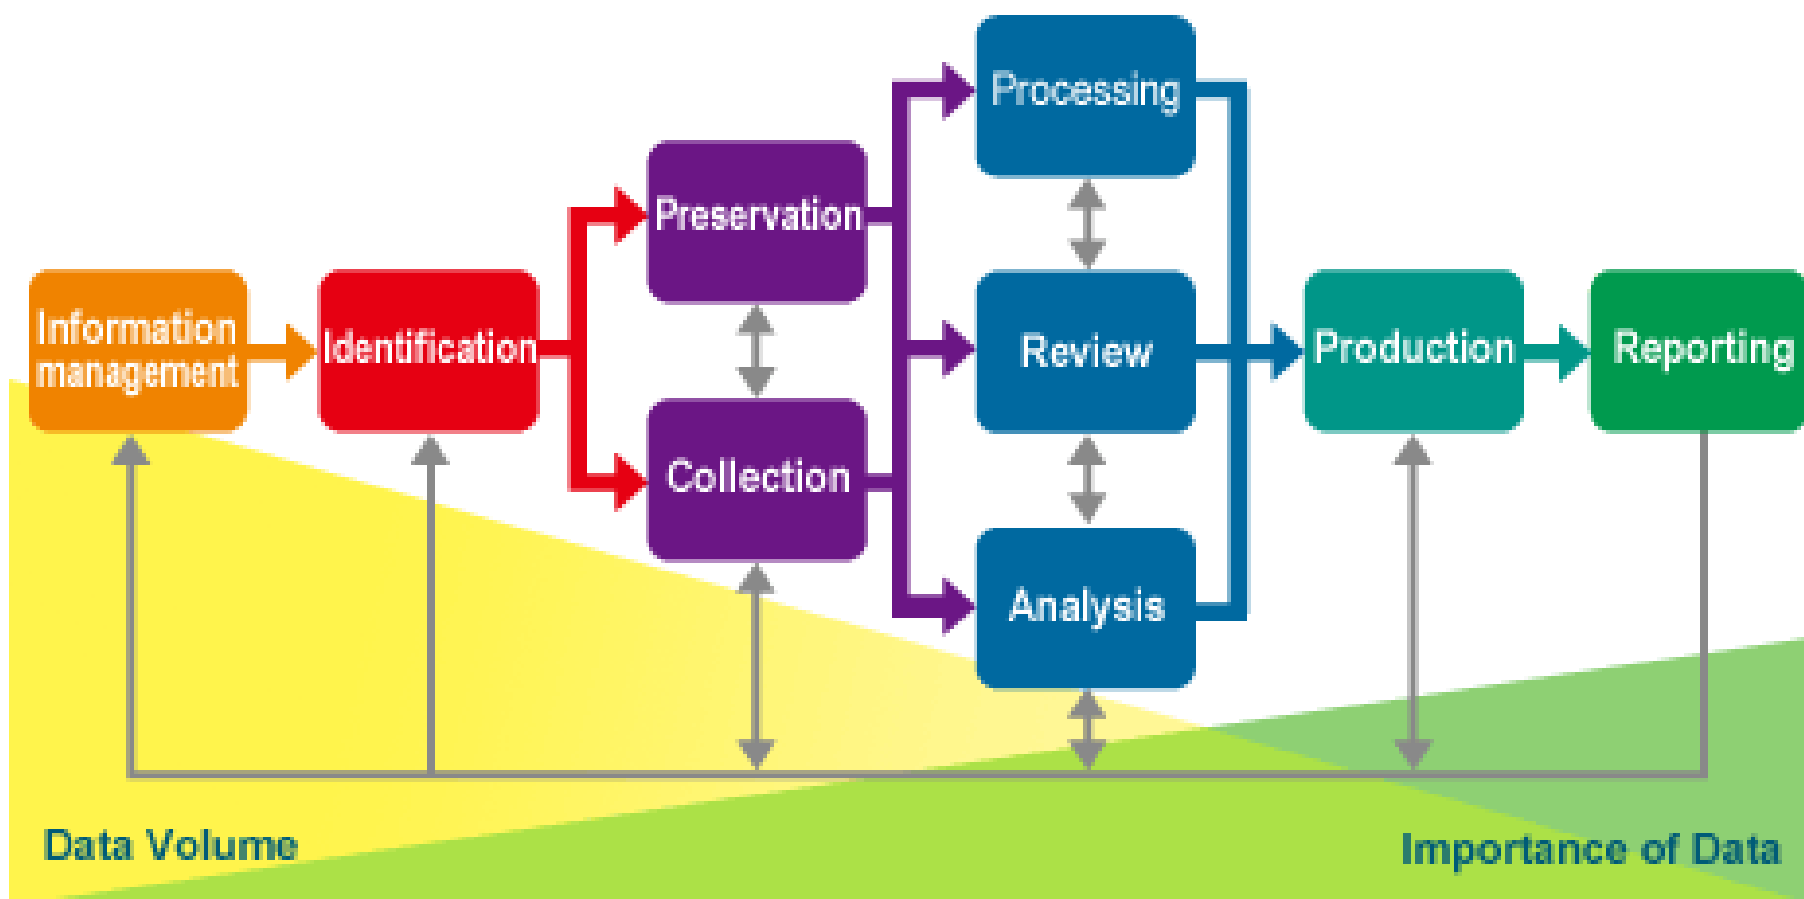 Information
management
Identification
Preservation
Collection
Processing
Review
Analysis
Production
Reporting
Data Volume
Importance of Data